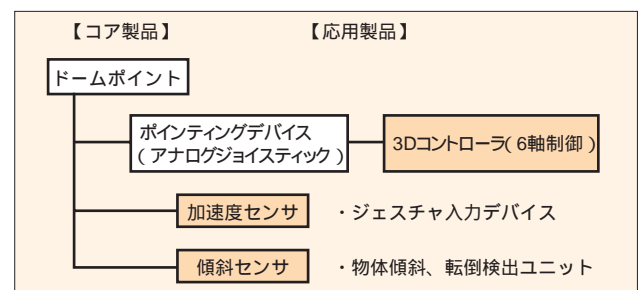 【コア製品】 【応用製品】
ドームポイント
ポインティングデバイス
(アナログジョイスティック)
3Dコントローラ(6軸制御)
加速度センサ ・ジェスチャ入力デバイス
傾斜センサ ・物体傾斜、転倒検出ユニット